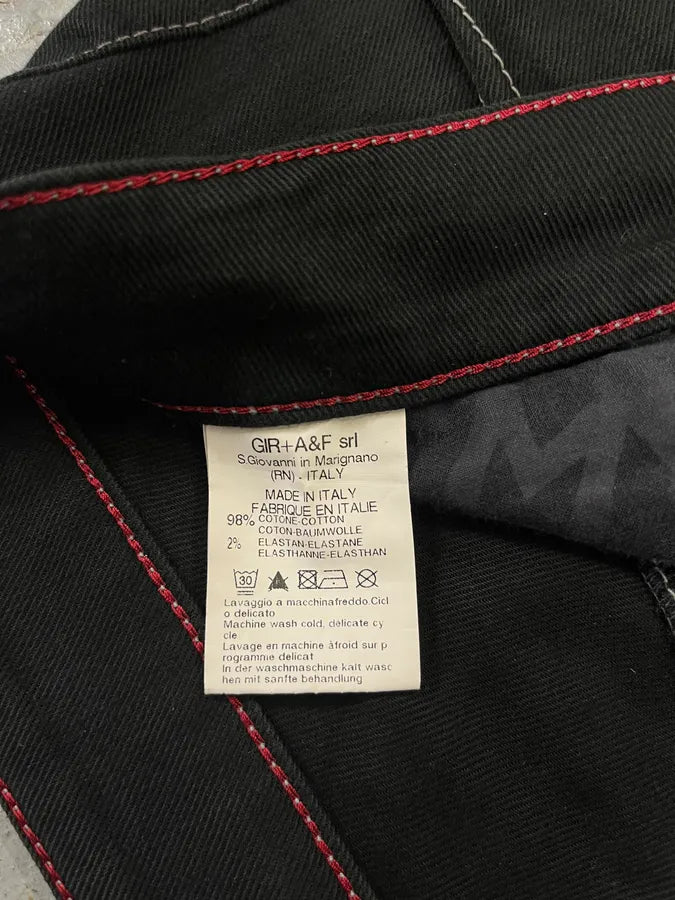 GIR+A&F srl
S.Giovanni in Marignano
(RN) - ITALY
MADE IN ITALY
FABRIQUE EN ITALIE
98% COTONE-COTTON
COTON-BAUMWOLLE
2% ELASTAN-ELASTANE
ELASTHANNE-ELASTHAN
30
Lavaggio a macchinafreddo.Cicl
o delicato
Machine wash cold, delicate cy
cle.
Lavage en machine àfroid sur p
rogramme delicat
In der waschmaschine kalt wasc
hen mit sanfte behandlung